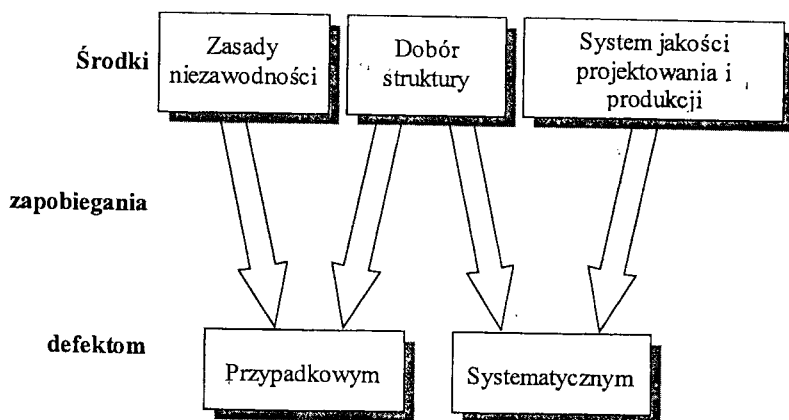 Środki
Zasady
niezawodności
Dobór
struktury
System jakości
projektowania i
produkcji
zapobiegania
defektom
Przypadkowym
Systematycznym